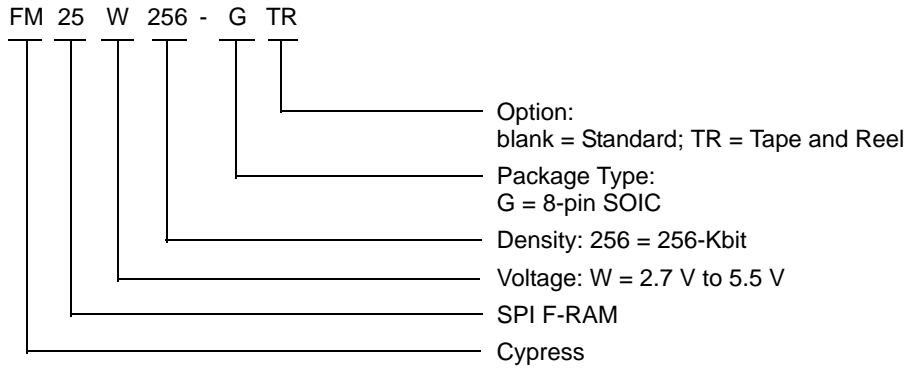 FM 25 W 256 - G TR
Option:
blank = Standard; TR = Tape and Reel
Package Type:
G = 8-pin SOIC
Density: 256 = 256-Kbit
Voltage: W = 2.7 V to 5.5 V
SPI F-RAM
Cypress